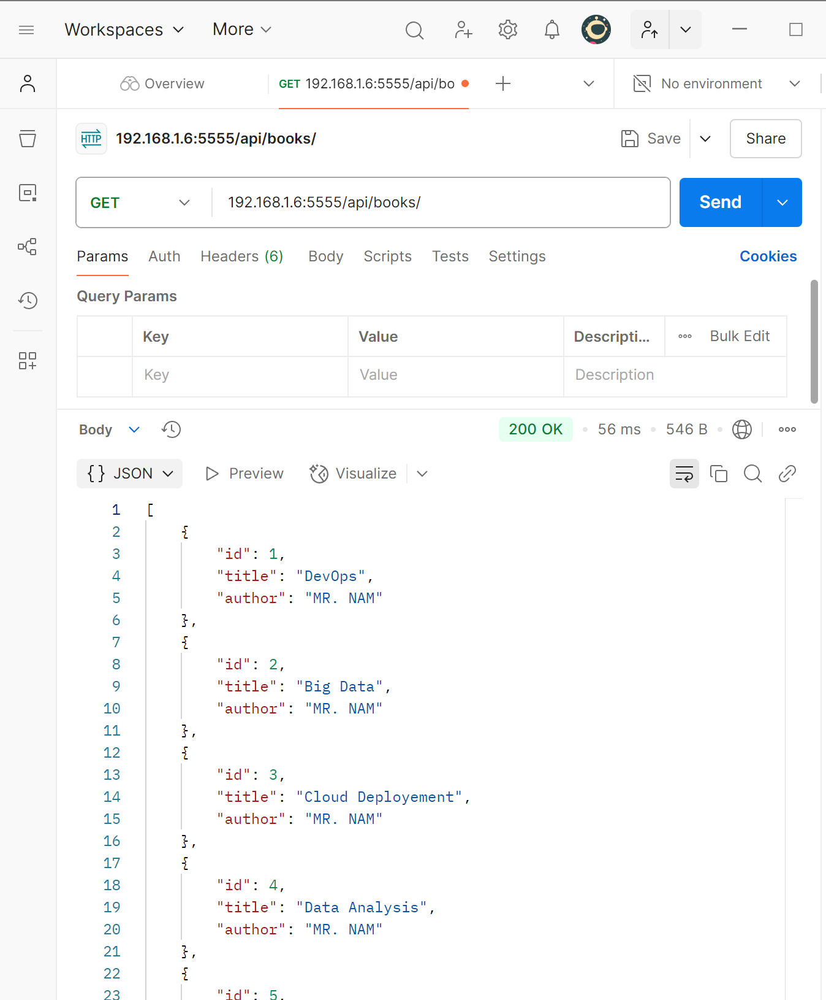 Workspaces More
Overview GET 192.168.1.6:5555/api/bo No environment
HTTP 192.168.1.6:5555/api/books/ Save Share
GET 192.168.1.6:5555/api/books/ Send
Params Auth Headers (6) Body Scripts Tests Settings Cookies
Query Params
Key Value Descripti... Bulk Edit
Key Value Description
Body 200 OK 56 ms 546 B
{} JSON Preview Visualize
1 [
2 {
3 "id": 1,
4 "title": "DevOps",
5 "author": "MR. NAM"
6 },
7 {
8 "id": 2,
9 "title": "Big Data",
10 "author": "MR. NAM"
11 },
12 {
13 "id": 3,
14 "title": "Cloud Deployement",
15 "author": "MR. NAM"
16 },
17 {
18 "id": 4,
19 "title": "Data Analysis",
20 "author": "MR. NAM"
21 },
22 {
23 "id": 5,